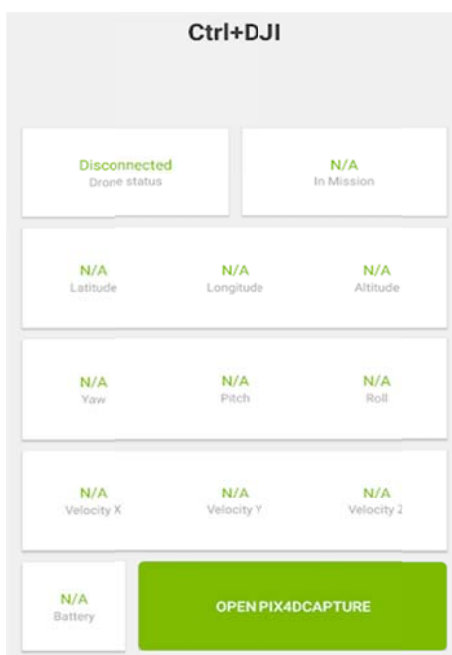 Ctrl+DJI
Disconnected
Drone status
N/A
In Mission
N/A
Latitude
N/A
Longitude
N/A
Altitude
N/A
Yaw
N/A
Pitch
N/A
Roll
N/A
Velocity X
N/A
Velocity Y
N/A
Velocity Z
N/A
Battery
OPEN PIX4DCAPTURE